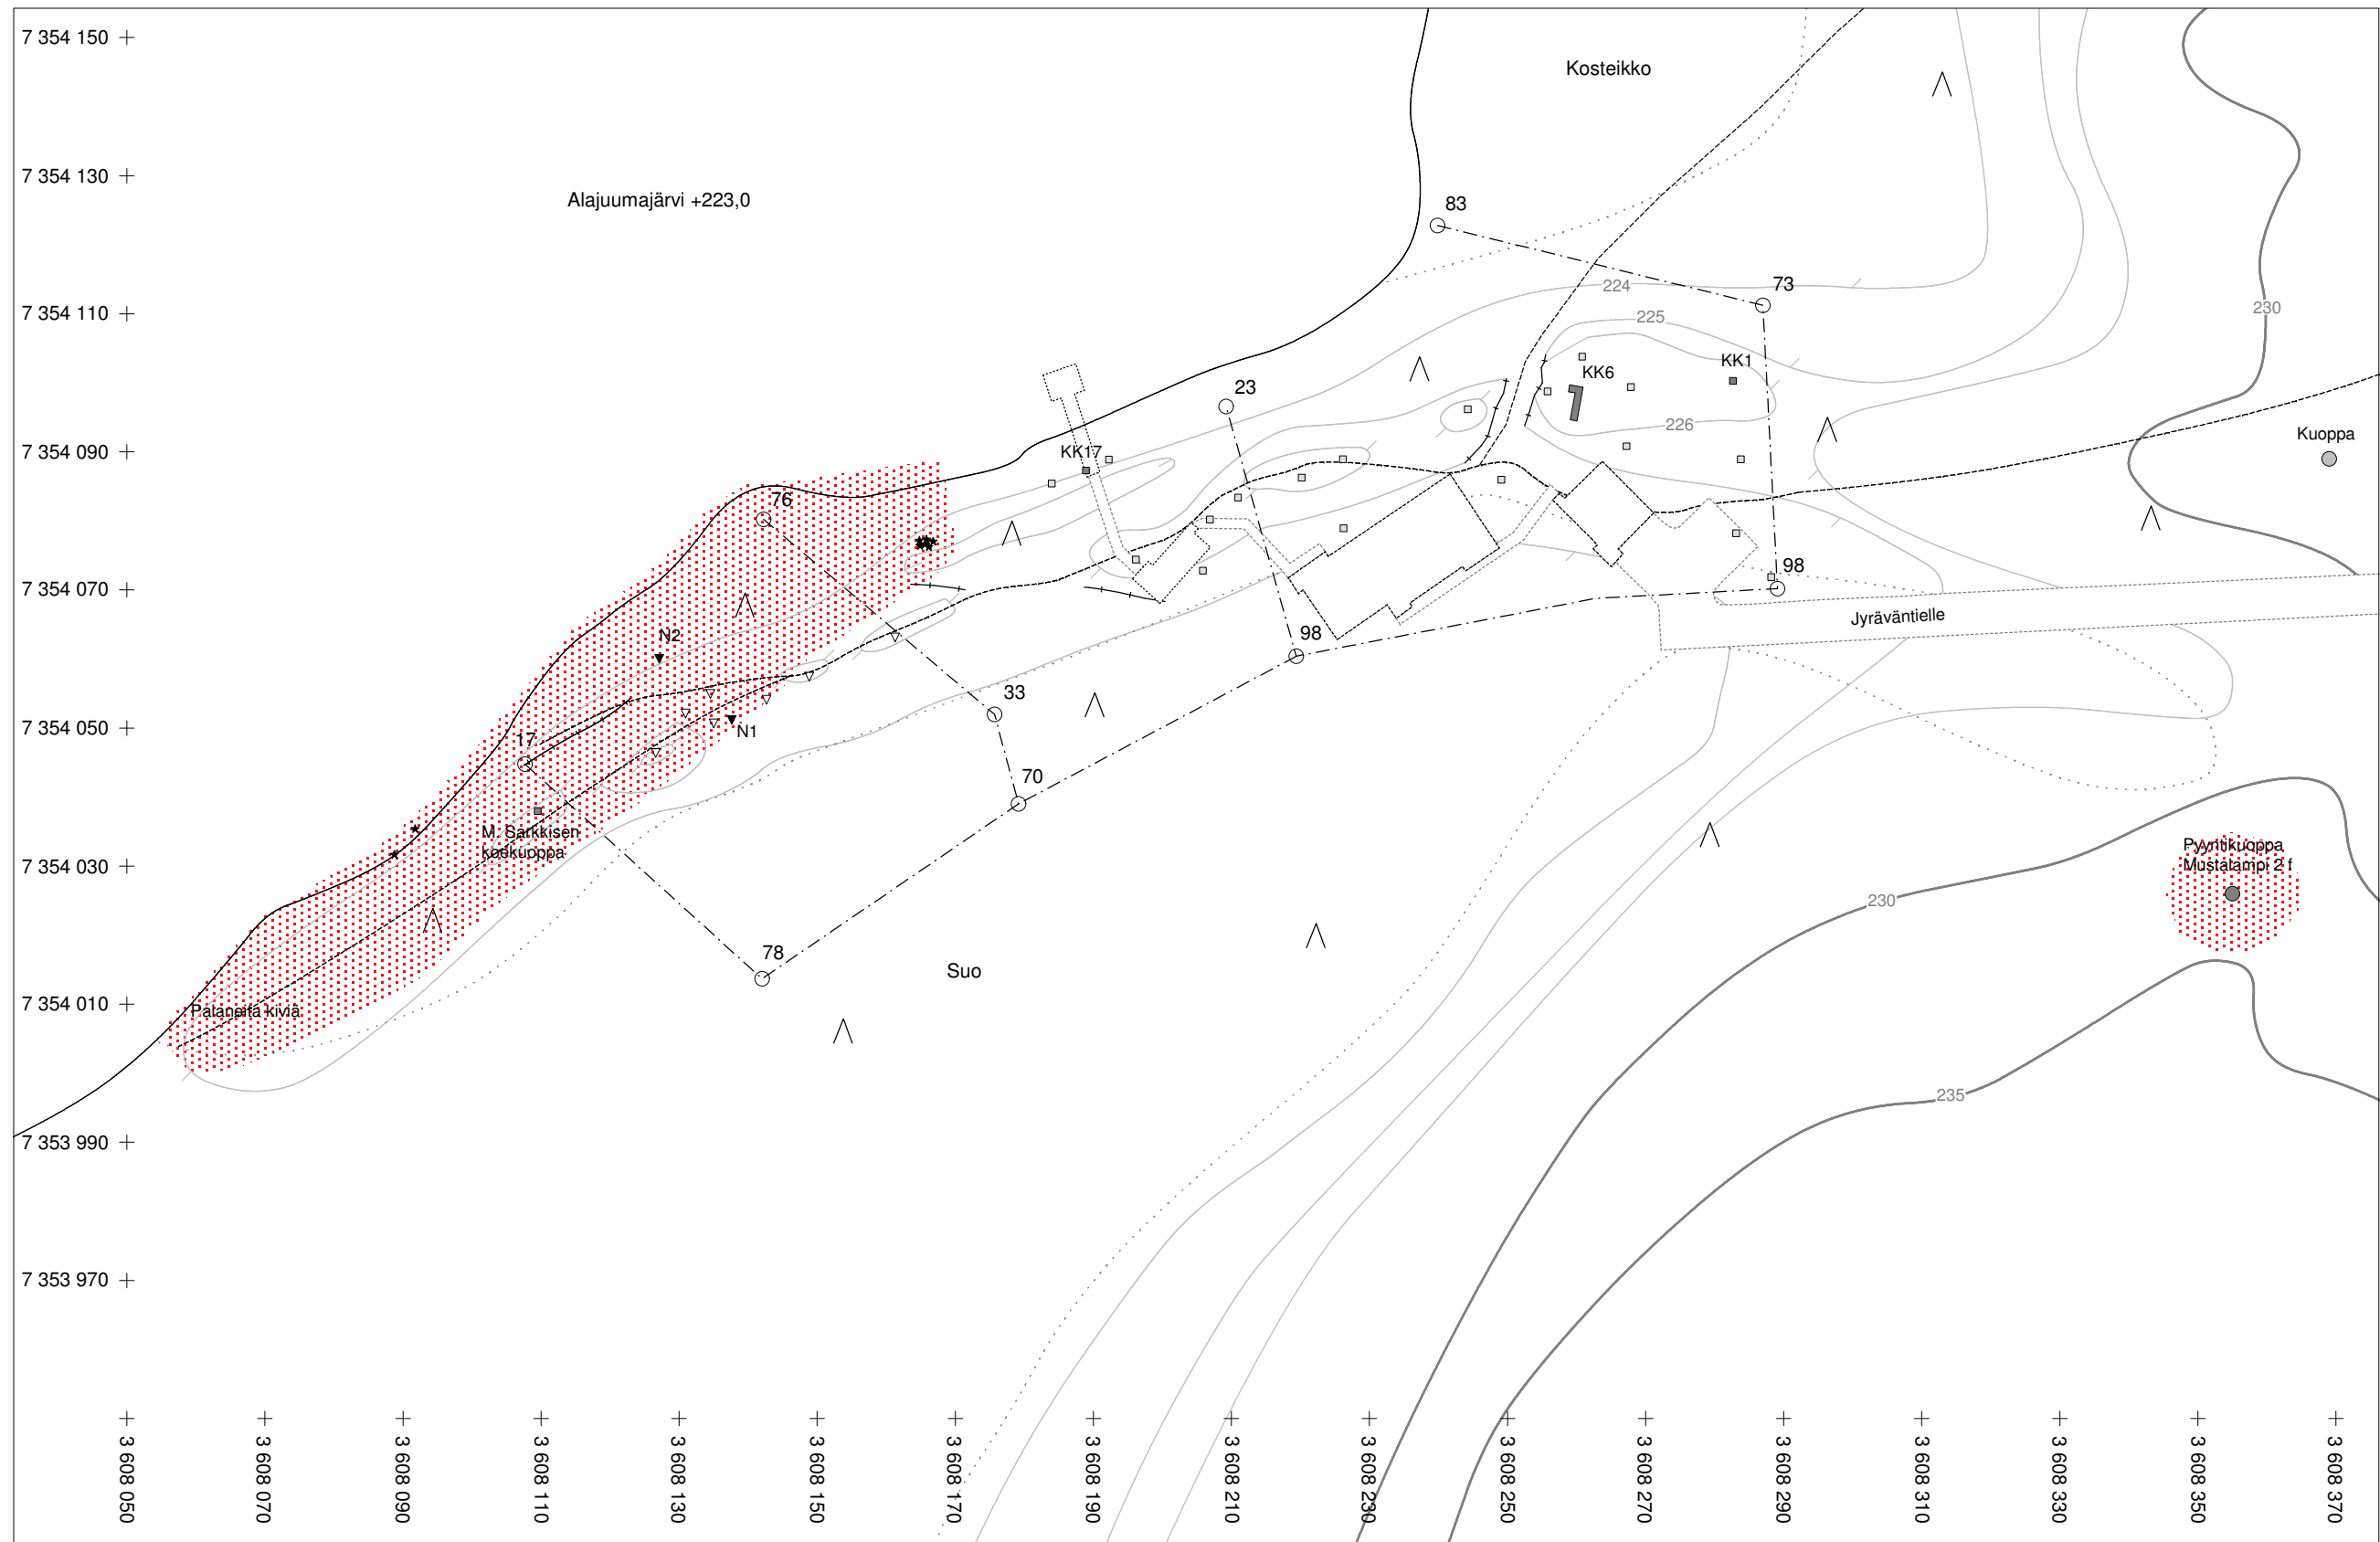 7 354 150
Kosteikko
7 354 130
Alajuumajärvi +223,0
83
73
224
7 354 110
225
230
KK1
KK6
23
226
Kuoppa
7 354 090
KK17
76
98
7 354 070
Jyräväntielle
N2
98
33
7 354 050
N1
17
70
M. Särkkisen
koekuoppa
Pyyntikuoppa
Mustalampi 2 f
7 354 030
230
78
Suo
7 354 010
Palaneita kiviä
235
7 353 990
7 353 970
3 608 050
3 608 070
3 608 090
3 608 110
3 608 130
3 608 150
3 608 170
3 608 190
3 608 210
3 608 230
3 608 250
3 608 270
3 608 290
3 608 310
3 608 330
3 608 350
3 608 370